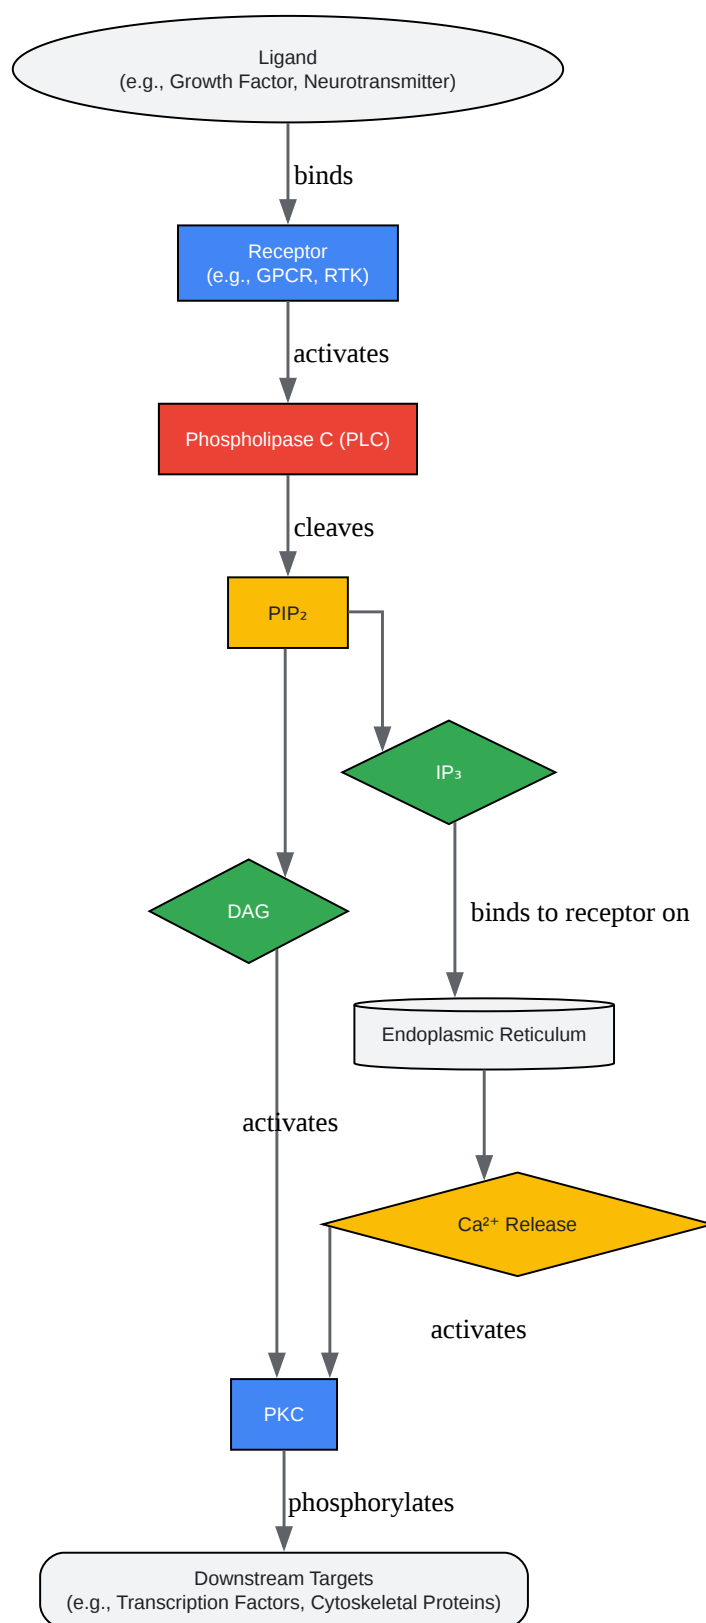 Ligand
(e.g., Growth Factor, Neurotransmitter)
binds
Receptor
(e.g., GPCR, RTK)
activates
Phospholipase C (PLC)
cleaves
PIP₂
IP₃
DAG
binds to receptor on
Endoplasmic Reticulum
activates
Ca²⁺ Release
activates
PKC
phosphorylates
Downstream Targets
(e.g., Transcription Factors, Cytoskeletal Proteins)